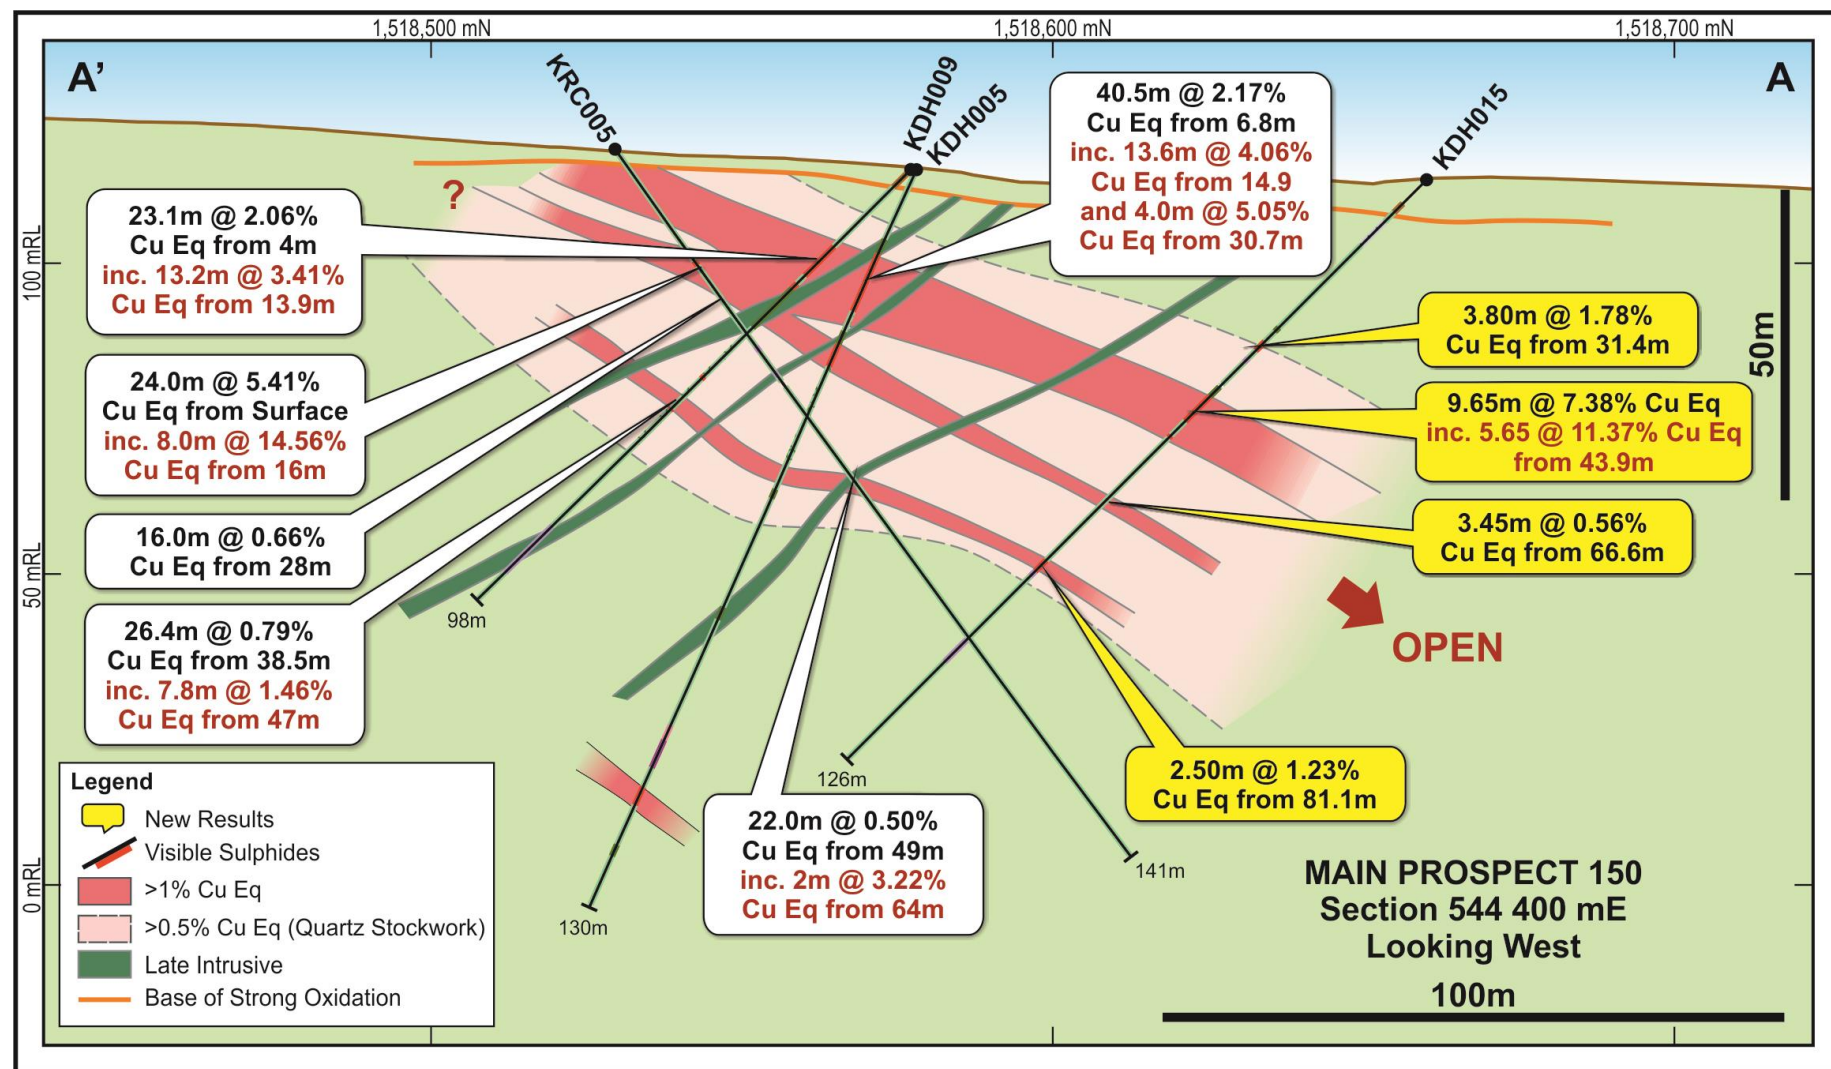 1,518,500 mN
1,518,600 mN
1,518,700 mN
A’
A
KRC005
KDH009
KDH005
KDH015
40.5m @ 2.17%
Cu Eq from 6.8m
inc. 13.6m @ 4.06%
Cu Eq from 14.9
and 4.0m @ 5.05%
Cu Eq from 30.7m
?
23.1m @ 2.06%
Cu Eq from 4m
inc. 13.2m @ 3.41%
Cu Eq from 13.9m
100 mRL
3.80m @ 1.78%
Cu Eq from 31.4m
50m
24.0m @ 5.41%
Cu Eq from Surface
inc. 8.0m @ 14.56%
Cu Eq from 16m
9.65m @ 7.38% Cu Eq
inc. 5.65 @ 11.37% Cu Eq
from 43.9m
16.0m @ 0.66%
Cu Eq from 28m
3.45m @ 0.56%
Cu Eq from 66.6m
50 mRL
98m
26.4m @ 0.79%
Cu Eq from 38.5m
inc. 7.8m @ 1.46%
Cu Eq from 47m
OPEN
126m
2.50m @ 1.23%
Cu Eq from 81.1m
22.0m @ 0.50%
Cu Eq from 49m
inc. 2m @ 3.22%
Cu Eq from 64m
141m
130m
0 mRL
Legend
New Results
Visible Sulphides
>1% Cu Eq
>0.5% Cu Eq (Quartz Stockwork)
Late Intrusive
Base of Strong Oxidation
MAIN PROSPECT 150
Section 544 400 mE
Looking West
100m